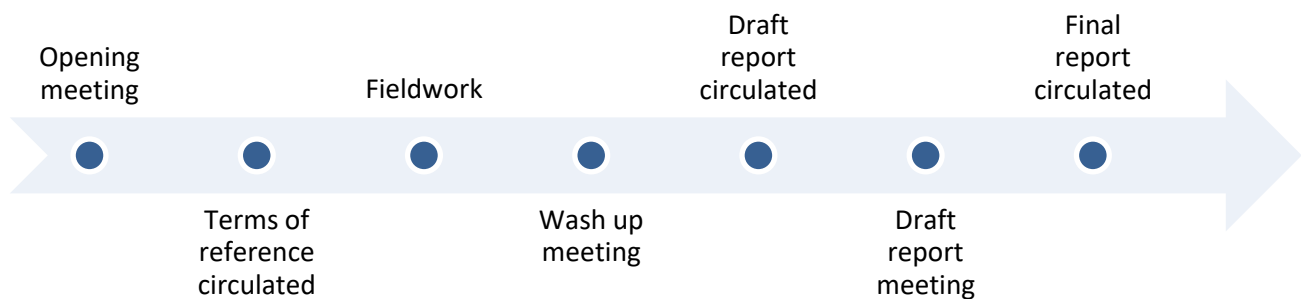 Opening
meeting
Terms of
reference
circulated
Fieldwork
Wash up
meeting
Draft
report
circulated
Draft
report
meeting
Final
report
circulated